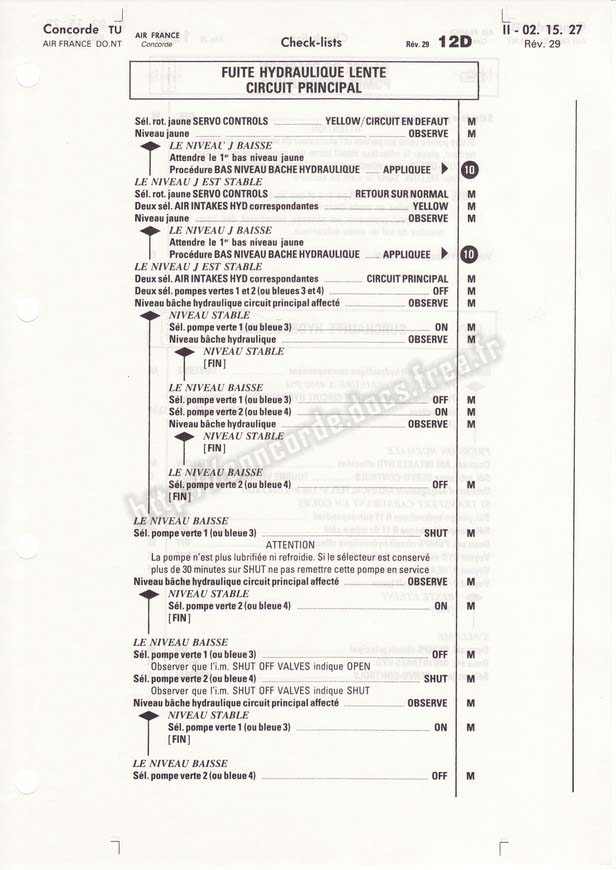 Concorde TU
AIR FRANCE DO.NT
AIR FRANCE
Concorde
Check-lists
Rév. 29 12D
II - 02. 15. 27
Rév. 29
FUITE HYDRAULIQUE LENTE
CIRCUIT PRINCIPAL
Sél. rot. jaune SERVO CONTROLS YELLOW/CIRCUIT EN DEFAUT M
Niveau jaune OBSERVE M
LE NIVEAU J BAISSE
Attendre le 1er bas niveau jaune
Procédure BAS NIVEAU BACHE HYDRAULIQUE APPLIQUEE 10
LE NIVEAU J EST STABLE
Sél. rot. jaune SERVO CONTROLS RETOUR SUR NORMAL M
Deux sél. AIR INTAKES HYD correspondantes YELLOW M
Niveau jaune OBSERVE M
LE NIVEAU J BAISSE
Attendre le 1er bas niveau jaune
Procédure BAS NIVEAU BACHE HYDRAULIQUE APPLIQUEE 10
LE NIVEAU J EST STABLE
Deux sél. AIR INTAKES HYD correspondantes CIRCUIT PRINCIPAL M
Deux sél. pompes vertes 1 et 2 (ou bleues 3 et 4) OFF M
Niveau bâche hydraulique circuit principal affecté OBSERVE M
NIVEAU STABLE
Sél. pompe verte 1 (ou bleue 3) ON M
Niveau bâche hydraulique OBSERVE M
NIVEAU STABLE
[FIN]
LE NIVEAU BAISSE
Sél. pompe verte 1 (ou bleue 3) OFF M
Sél. pompe verte 2 (ou bleue 4) ON M
Niveau bâche hydraulique OBSERVE M
NIVEAU STABLE
[FIN]
LE NIVEAU BAISSE
Sél. pompe verte 2 (ou bleue 4) OFF M
[FIN]
LE NIVEAU BAISSE
Sél. pompe verte 1 (ou bleue 3) SHUT M
ATTENTION
La pompe n'est plus lubrifiée ni refroidie. Si le sélecteur est conservé
plus de 30 minutes sur SHUT ne pas remettre cette pompe en service
Niveau bâche hydraulique circuit principal affecté OBSERVE M
NIVEAU STABLE
Sél. pompe verte 2 (ou bleue 4) ON M
[FIN]
LE NIVEAU BAISSE
Sél. pompe verte 1 (ou bleue 3) OFF M
Observer que l'i.m. SHUT OFF VALVES indique OPEN
Sél. pompe verte 2 (ou bleue 4) SHUT M
Observer que l'i.m. SHUT OFF VALVES indique SHUT
Niveau bâche hydraulique circuit principal affecté OBSERVE M
NIVEAU STABLE
Sél. pompe verte 1 (ou bleue 3) ON M
[FIN]
LE NIVEAU BAISSE
Sél. pompe verte 2 (ou bleue 4) OFF M
http://concorde.docs.free.fr